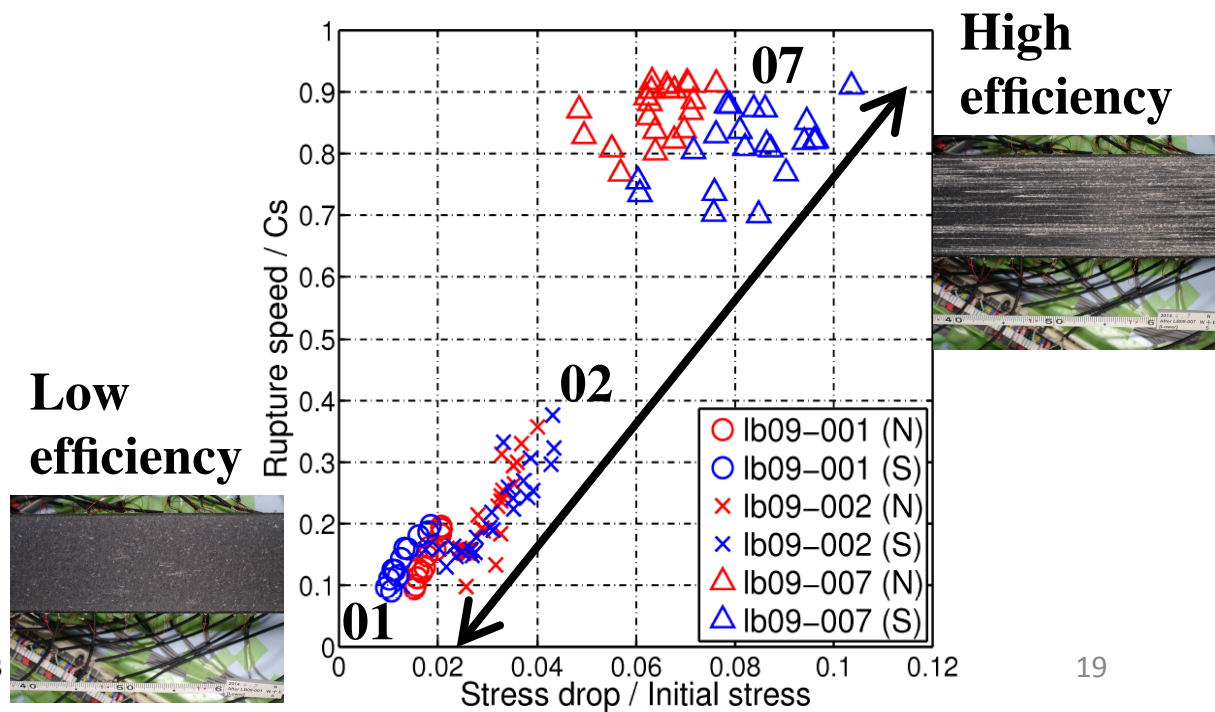 High
efficiency
Low
efficiency
1
0.9
0.8
0.7
0.6
0.5
0.4
0.3
0.2
0.1
0
0
0.02
0.04
0.06
0.08
0.1
0.12
Rupture speed / Cs
Stress drop / Initial stress
07
02
01
lb09−001 (N)
lb09−001 (S)
lb09−002 (N)
lb09−002 (S)
lb09−007 (N)
lb09−007 (S)
19